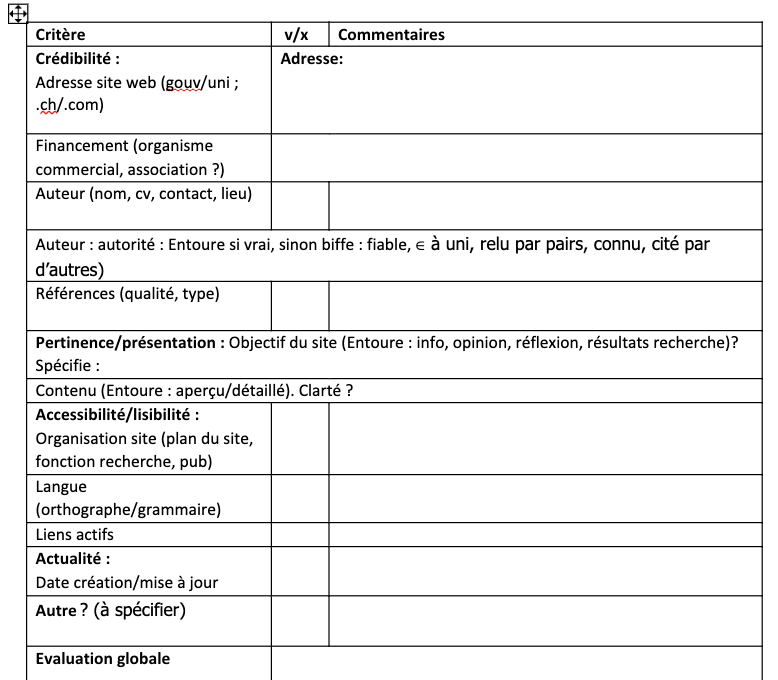 Critère v/x Commentaires
Crédibilité : Adresse:
Adresse site web (gouv/uni ;
.ch/.com)
Financement (organisme
commercial, association ?)
Auteur (nom, cv, contact, lieu)
Auteur : autorité : Entoure si vrai, sinon biffe : fiable, ∈ à uni, relu par pairs, connu, cité par
d’autres)
Références (qualité, type)
Pertinence/présentation : Objectif du site (Entoure : info, opinion, réflexion, résultats recherche)?
Spécifie :
Contenu (Entoure : aperçu/détaillé). Clarté ?
Accessibilité/lisibilité :
Organisation site (plan du site,
fonction recherche, pub)
Langue
(orthographe/grammaire)
Liens actifs
Actualité :
Date création/mise à jour
Autre ? (à spécifier)
Evaluation globale